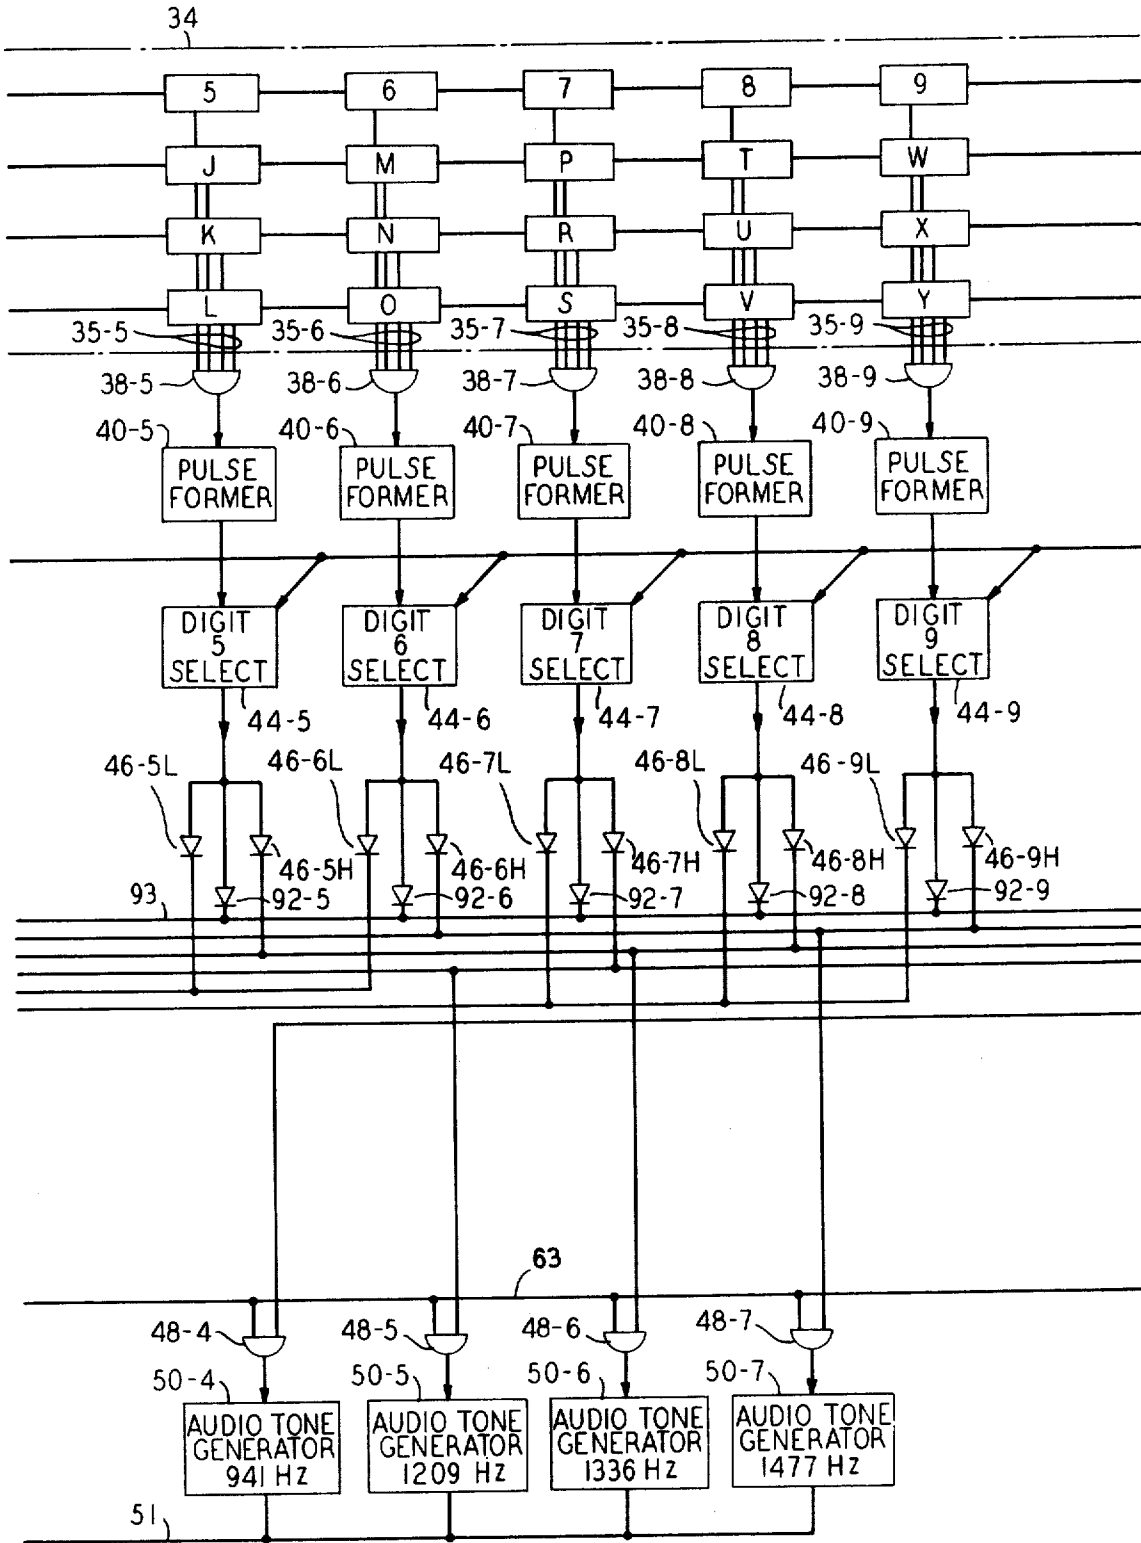 34
5 6 7 8 9
J M P T W
K N R U X
L O S V Y
35-5 35-6 35-7 35-8 35-9
38-5 38-6 38-7 38-8 38-9
40-5 40-6 40-7 40-8 40-9
PULSE PULSE PULSE PULSE PULSE
FORMER FORMER FORMER FORMER FORMER
DIGIT DIGIT DIGIT DIGIT DIGIT
5 6 7 8 9
SELECT SELECT SELECT SELECT SELECT
44-5 44-6 44-7 44-8 44-9
46-5L 46-6L 46-7L 46-8L 46-9L
46-5H 46-6H 46-7H 46-8H 46-9H
93 92-5 92-6 92-7 92-8 92-9
63
48-4 48-5 48-6 48-7
50-4 50-5 50-6 50-7
AUDIO TONE AUDIO TONE AUDIO TONE AUDIO TONE
GENERATOR GENERATOR GENERATOR GENERATOR
941 HZ 1209 HZ 1336 HZ 1477 HZ
51